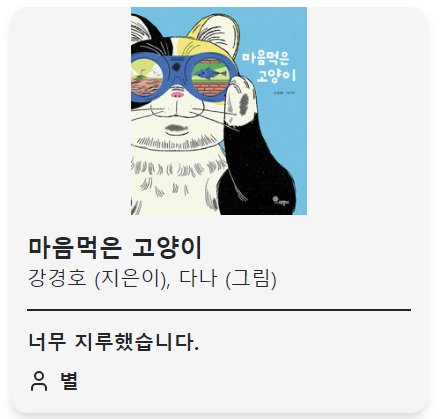 마음먹은
고양이
마음먹은 고양이
강경호 (지은이), 다나 (그림)
너무 지루했습니다.
별